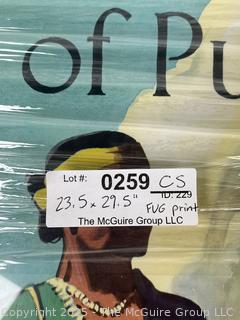 of Pu
Lot #: 0259 CS
ID: 229
23.5 x 29.5" FUG print
The McGuire Group LLC
Copyright 2025 - The McGuire Group LLC